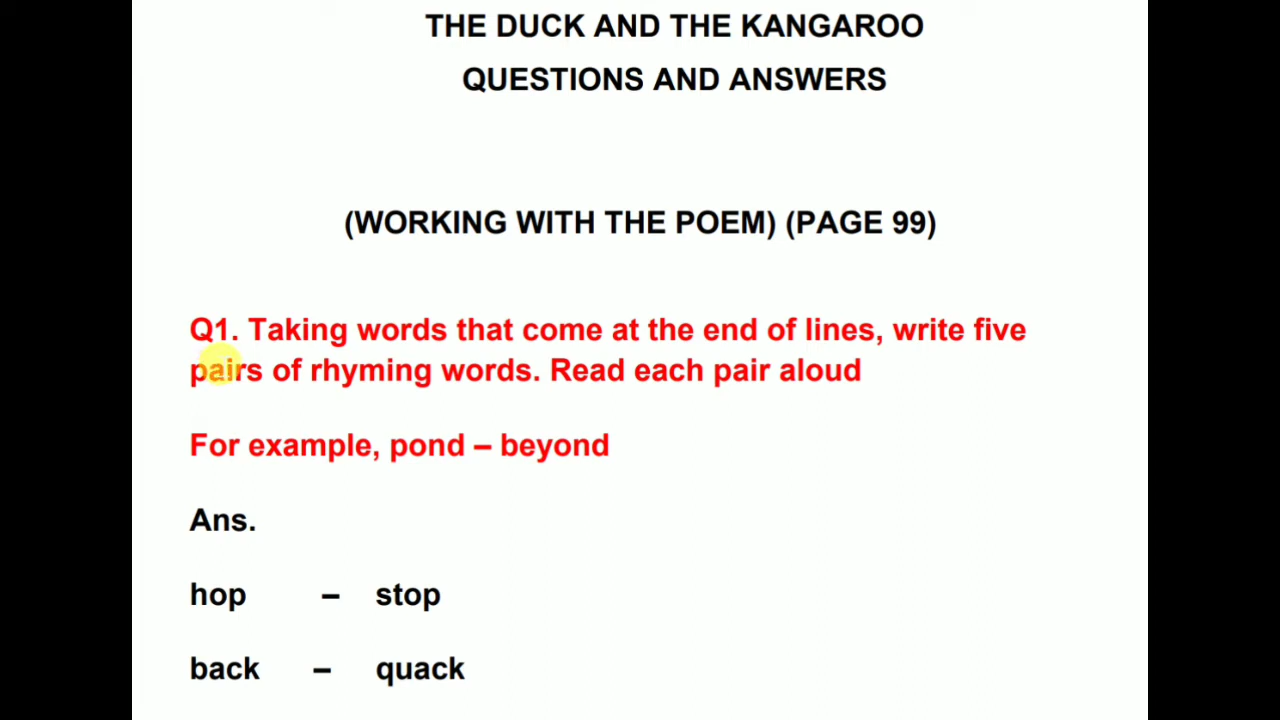 THE DUCK AND THE KANGAROO
QUESTIONS AND ANSWERS
(WORKING WITH THE POEM) (PAGE 99)
Q1. Taking words that come at the end of lines, write five
pairs of rhyming words. Read each pair aloud
For example, pond – beyond
Ans.
hop – stop
back – quack